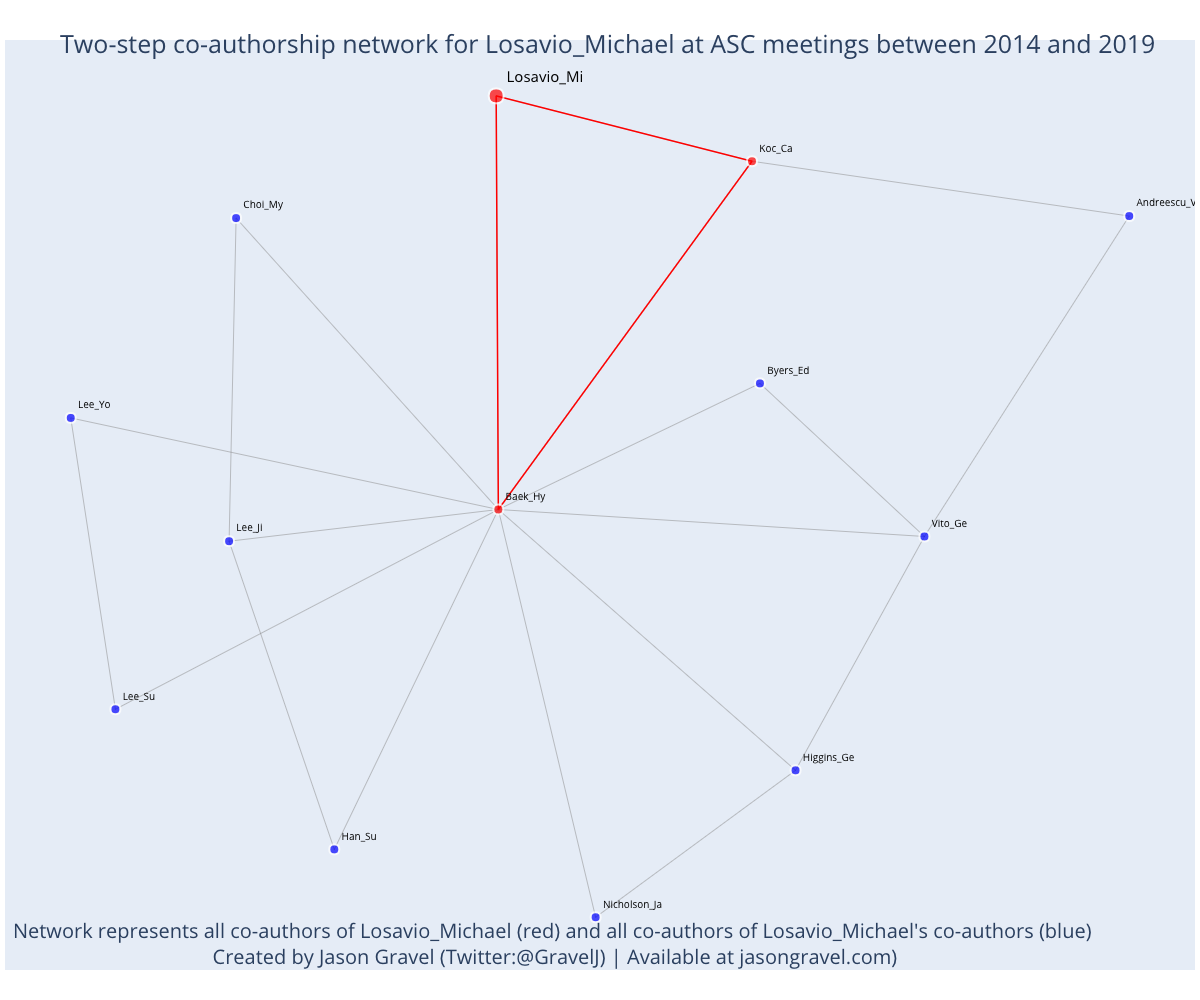 Two-step co-authorship network for Losavio_Michael at ASC meetings between 2014 and 2019
Losavio_Mi
Koc_Ca
Andreescu_V
Choi_My
Byers_Ed
Lee_Yo
Baek_Hy
Lee_Ji
Vito_Ge
Lee_Su
Higgins_Ge
Han_Su
Nicholson_Ja
Network represents all co-authors of Losavio_Michael (red) and all co-authors of Losavio_Michael's co-authors (blue)
Created by Jason Gravel (Twitter:@GravelJ) | Available at jasongravel.com)